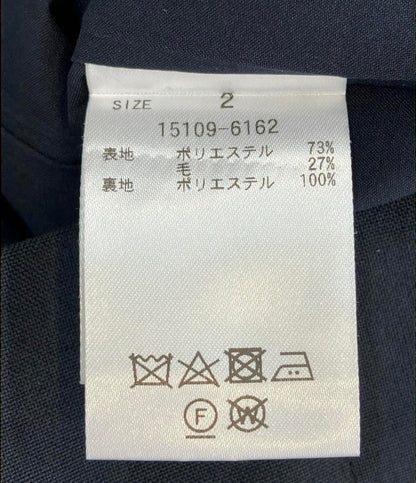 SIZE 2
15109-6162
表地 ポリエステル 73%
毛 27%
裏地 ポリエステル 100%
F W